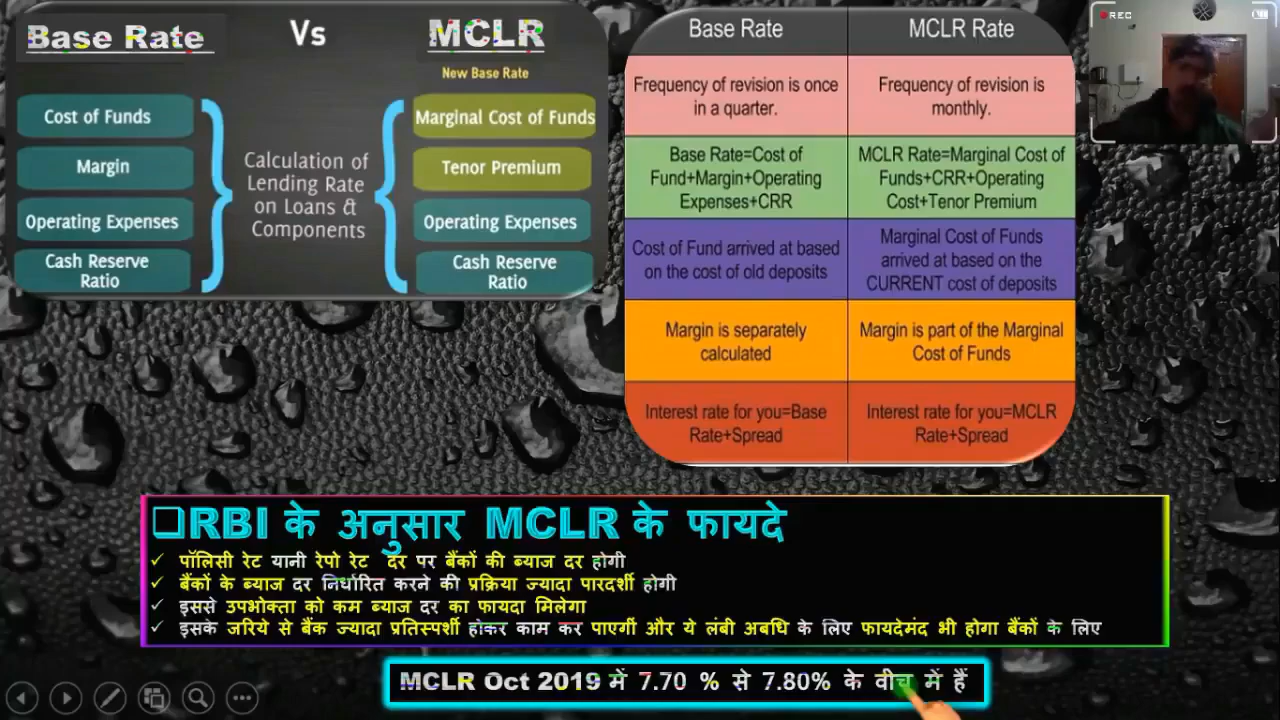 Base Rate
Vs
MCLR
New Base Rate
Cost of Funds
Margin
Operating Expenses
Cash Reserve
Ratio
Calculation of
Lending Rate
on Loans &
Components
Marginal Cost of Funds
Tenor Premium
Operating Expenses
Cash Reserve
Ratio
Base Rate
MCLR Rate
Frequency of revision is once
in a quarter.
Frequency of revision is
monthly.
Base Rate=Cost of
Fund+Margin+Operating
Expenses+CRR
MCLR Rate=Marginal Cost of
Funds+CRR+Operating
Cost+Tenor Premium
Cost of Fund arrived at based
on the cost of old deposits
Marginal Cost of Funds
arrived at based on the
CURRENT cost of deposits
Margin is separately
calculated
Margin is part of the Marginal
Cost of Funds
Interest rate for you=Base
Rate+Spread
Interest rate for you=MCLR
Rate+Spread
REC
RBI के अनुसार MCLR के फायदे
पॉलिसी रेट यानी रेपो रेट दर पर बैंकों की ब्याज दर होगी
बैंकों के ब्याज दर निर्धारित करने की प्रक्रिया ज्यादा पारदर्शी होगी
इससे उपभोक्ता को कम ब्याज दर का फायदा मिलेगा
इसके जरिये से बैंक ज्यादा प्रतिस्पर्शी होकर काम कर पाएगीं और ये लंबी अबधि के लिए फायदेमंद भी होगा बैंकों के लिए
MCLR Oct 2019 में 7.70 % से 7.80% के वीच में हैं